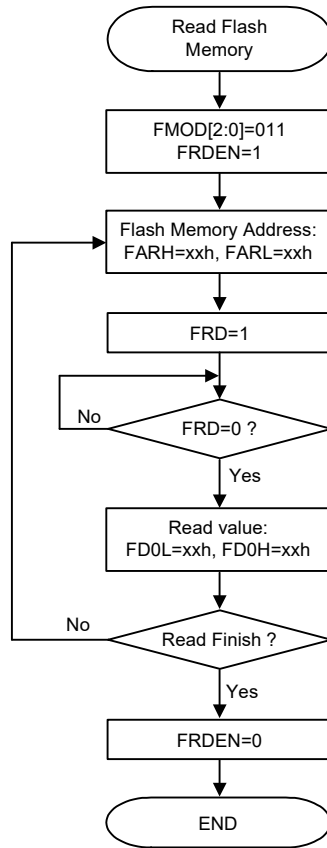 Read Flash
Memory
FMOD[2:0]=011
FRDEN=1
Flash Memory Address:
FARH=xxh, FARL=xxh
FRD=1
No
FRD=0 ?
Yes
Read value:
FD0L=xxh, FD0H=xxh
No
Read Finish ?
Yes
FRDEN=0
END